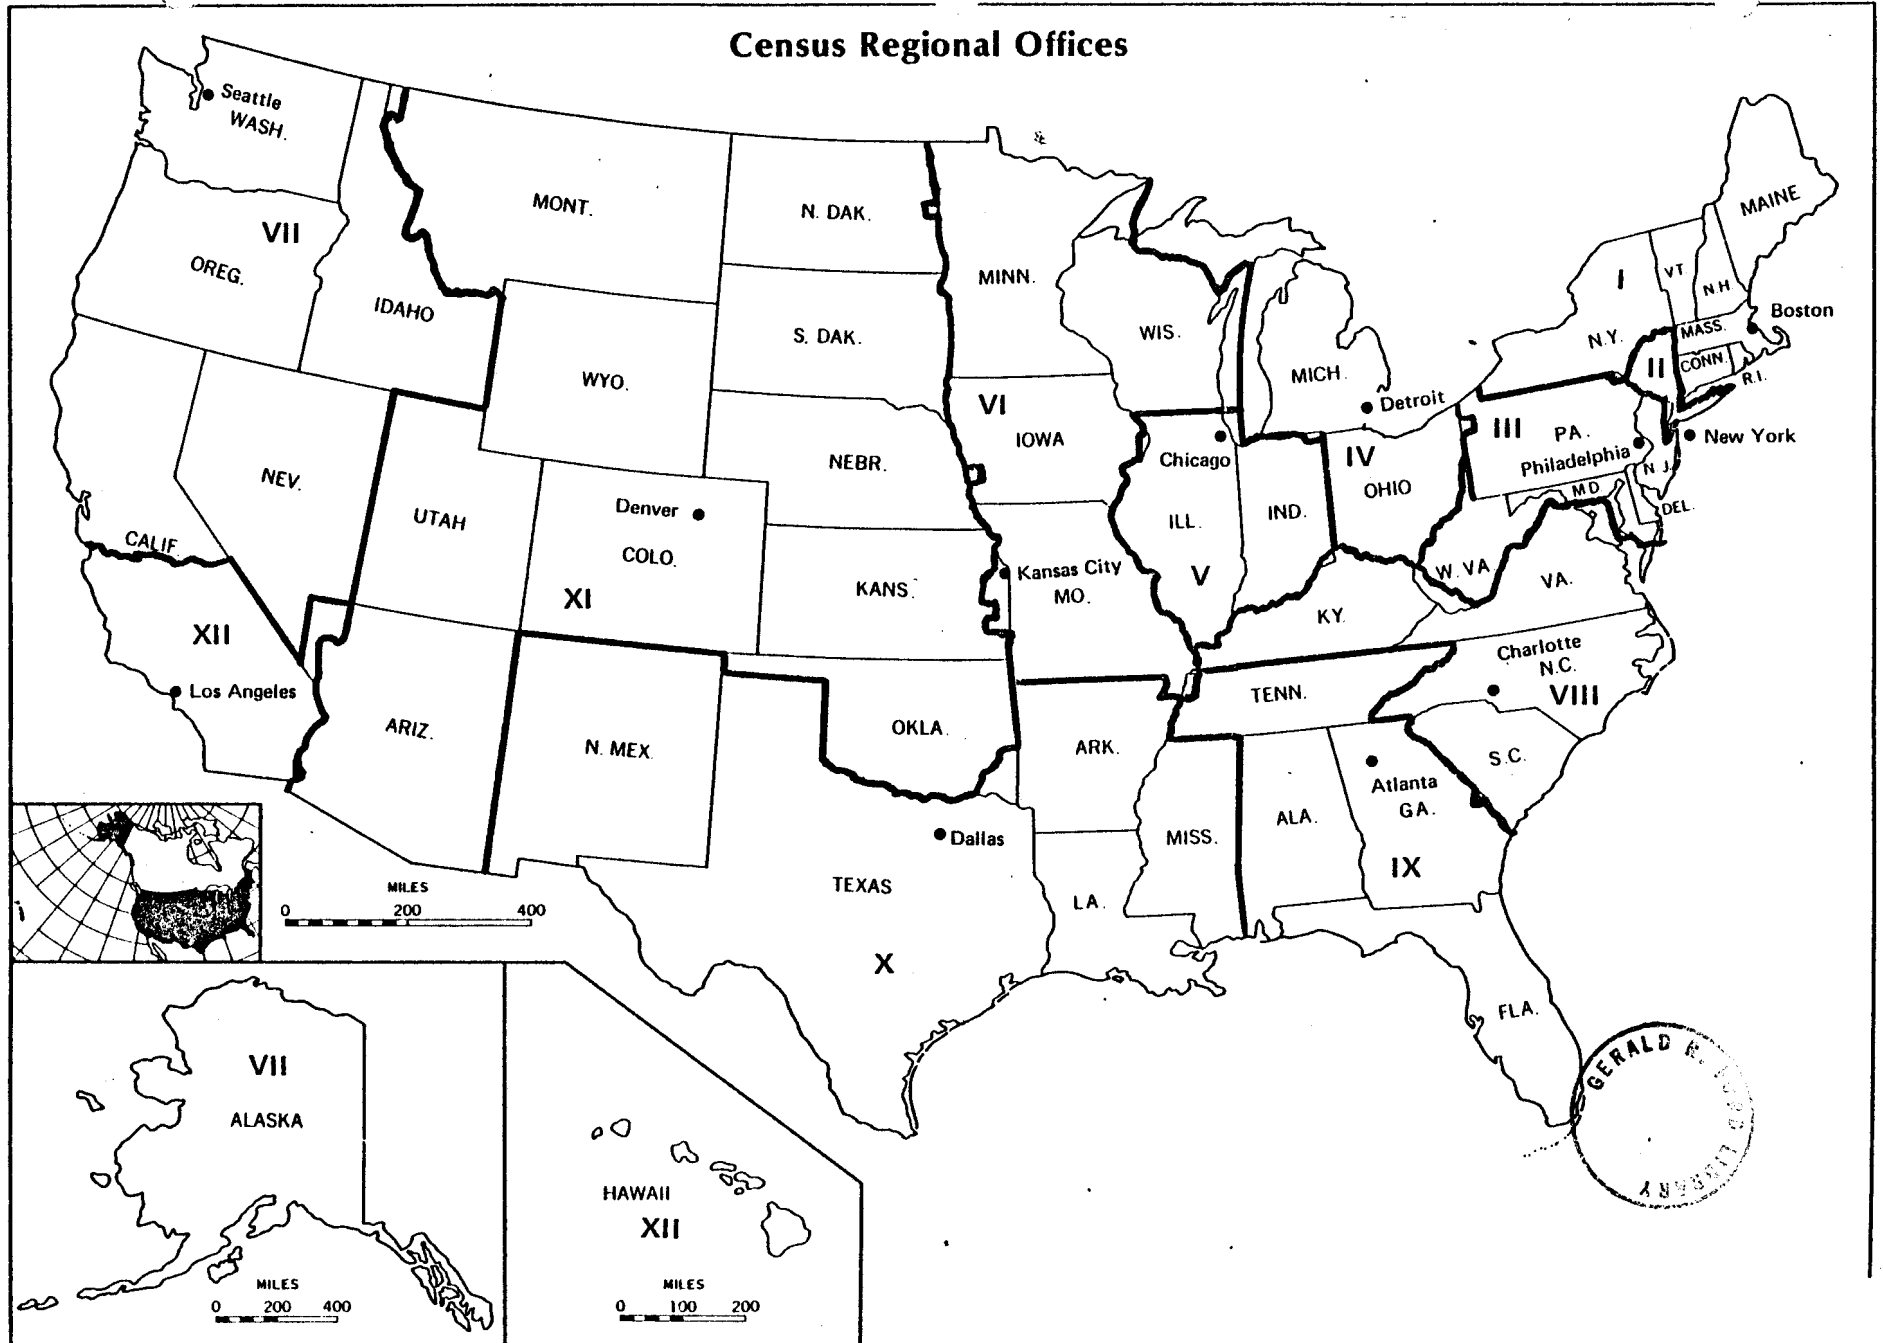 Census Regional Offices
Seattle
WASH.
VII
OREG.
IDAHO
MONT.
N. DAK.
MINN.
S. DAK.
WYO.
WIS.
MICH.
Detroit
I
MAINE
VT
N.H.
Boston
MASS.
N.Y.
II
CONN.
R.I.
VI
IOWA
NEBR.
NEV.
UTAH
Denver
COLO.
XI
KANS.
Kansas City
MO.
Chicago
ILL.
V
IND.
IV
OHIO
III
PA.
Philadelphia
New York
N.J.
MD.
DEL.
W. VA
VA.
KY.
CALIF.
XII
Los Angeles
ARIZ.
N. MEX.
OKLA.
ARK.
TENN.
Charlotte
N.C.
VIII
S.C.
Atlanta
GA.
IX
ALA.
MISS.
LA.
Dallas
TEXAS
X
FLA.
MILES
0 200 400
VII
ALASKA
MILES
0 200 400
HAWAII
XII
MILES
0 100 200
GERALD R. FORD LIBRARY